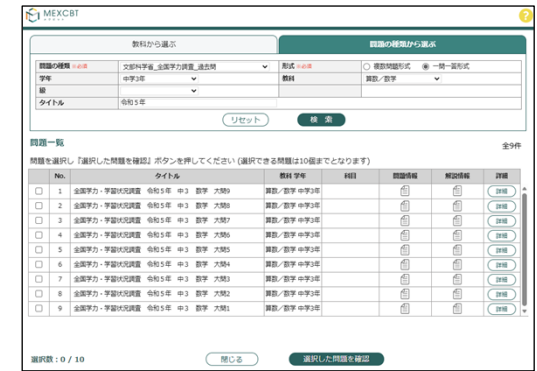 MEXCBT
?
教科から選ぶ
問題の種類から選ぶ
問題の種類 ※必須 文部科学省_全国学力調査_過去問 形式 ※必須 複数問題形式 一問一答形式
学年 中学3年 教科 算数/数学
級
タイトル 令和5年
リセット 検 索
問題一覧 全9件
問題を選択し『選択した問題を確認』ボタンを押してください (選択できる問題は10個までとなります)
No. タイトル 教科 学年 科目 問題情報 解説情報 詳細
1 全国学力・学習状況調査 令和5年 中3 数学 大問9 算数/数学 中学3年 詳細
2 全国学力・学習状況調査 令和5年 中3 数学 大問8 算数/数学 中学3年 詳細
3 全国学力・学習状況調査 令和5年 中3 数学 大問7 算数/数学 中学3年 詳細
4 全国学力・学習状況調査 令和5年 中3 数学 大問6 算数/数学 中学3年 詳細
5 全国学力・学習状況調査 令和5年 中3 数学 大問5 算数/数学 中学3年 詳細
6 全国学力・学習状況調査 令和5年 中3 数学 大問4 算数/数学 中学3年 詳細
7 全国学力・学習状況調査 令和5年 中3 数学 大問3 算数/数学 中学3年 詳細
8 全国学力・学習状況調査 令和5年 中3 数学 大問2 算数/数学 中学3年 詳細
9 全国学力・学習状況調査 令和5年 中3 数学 大問1 算数/数学 中学3年 詳細
選択数:0 / 10 閉じる 選択した問題を確認